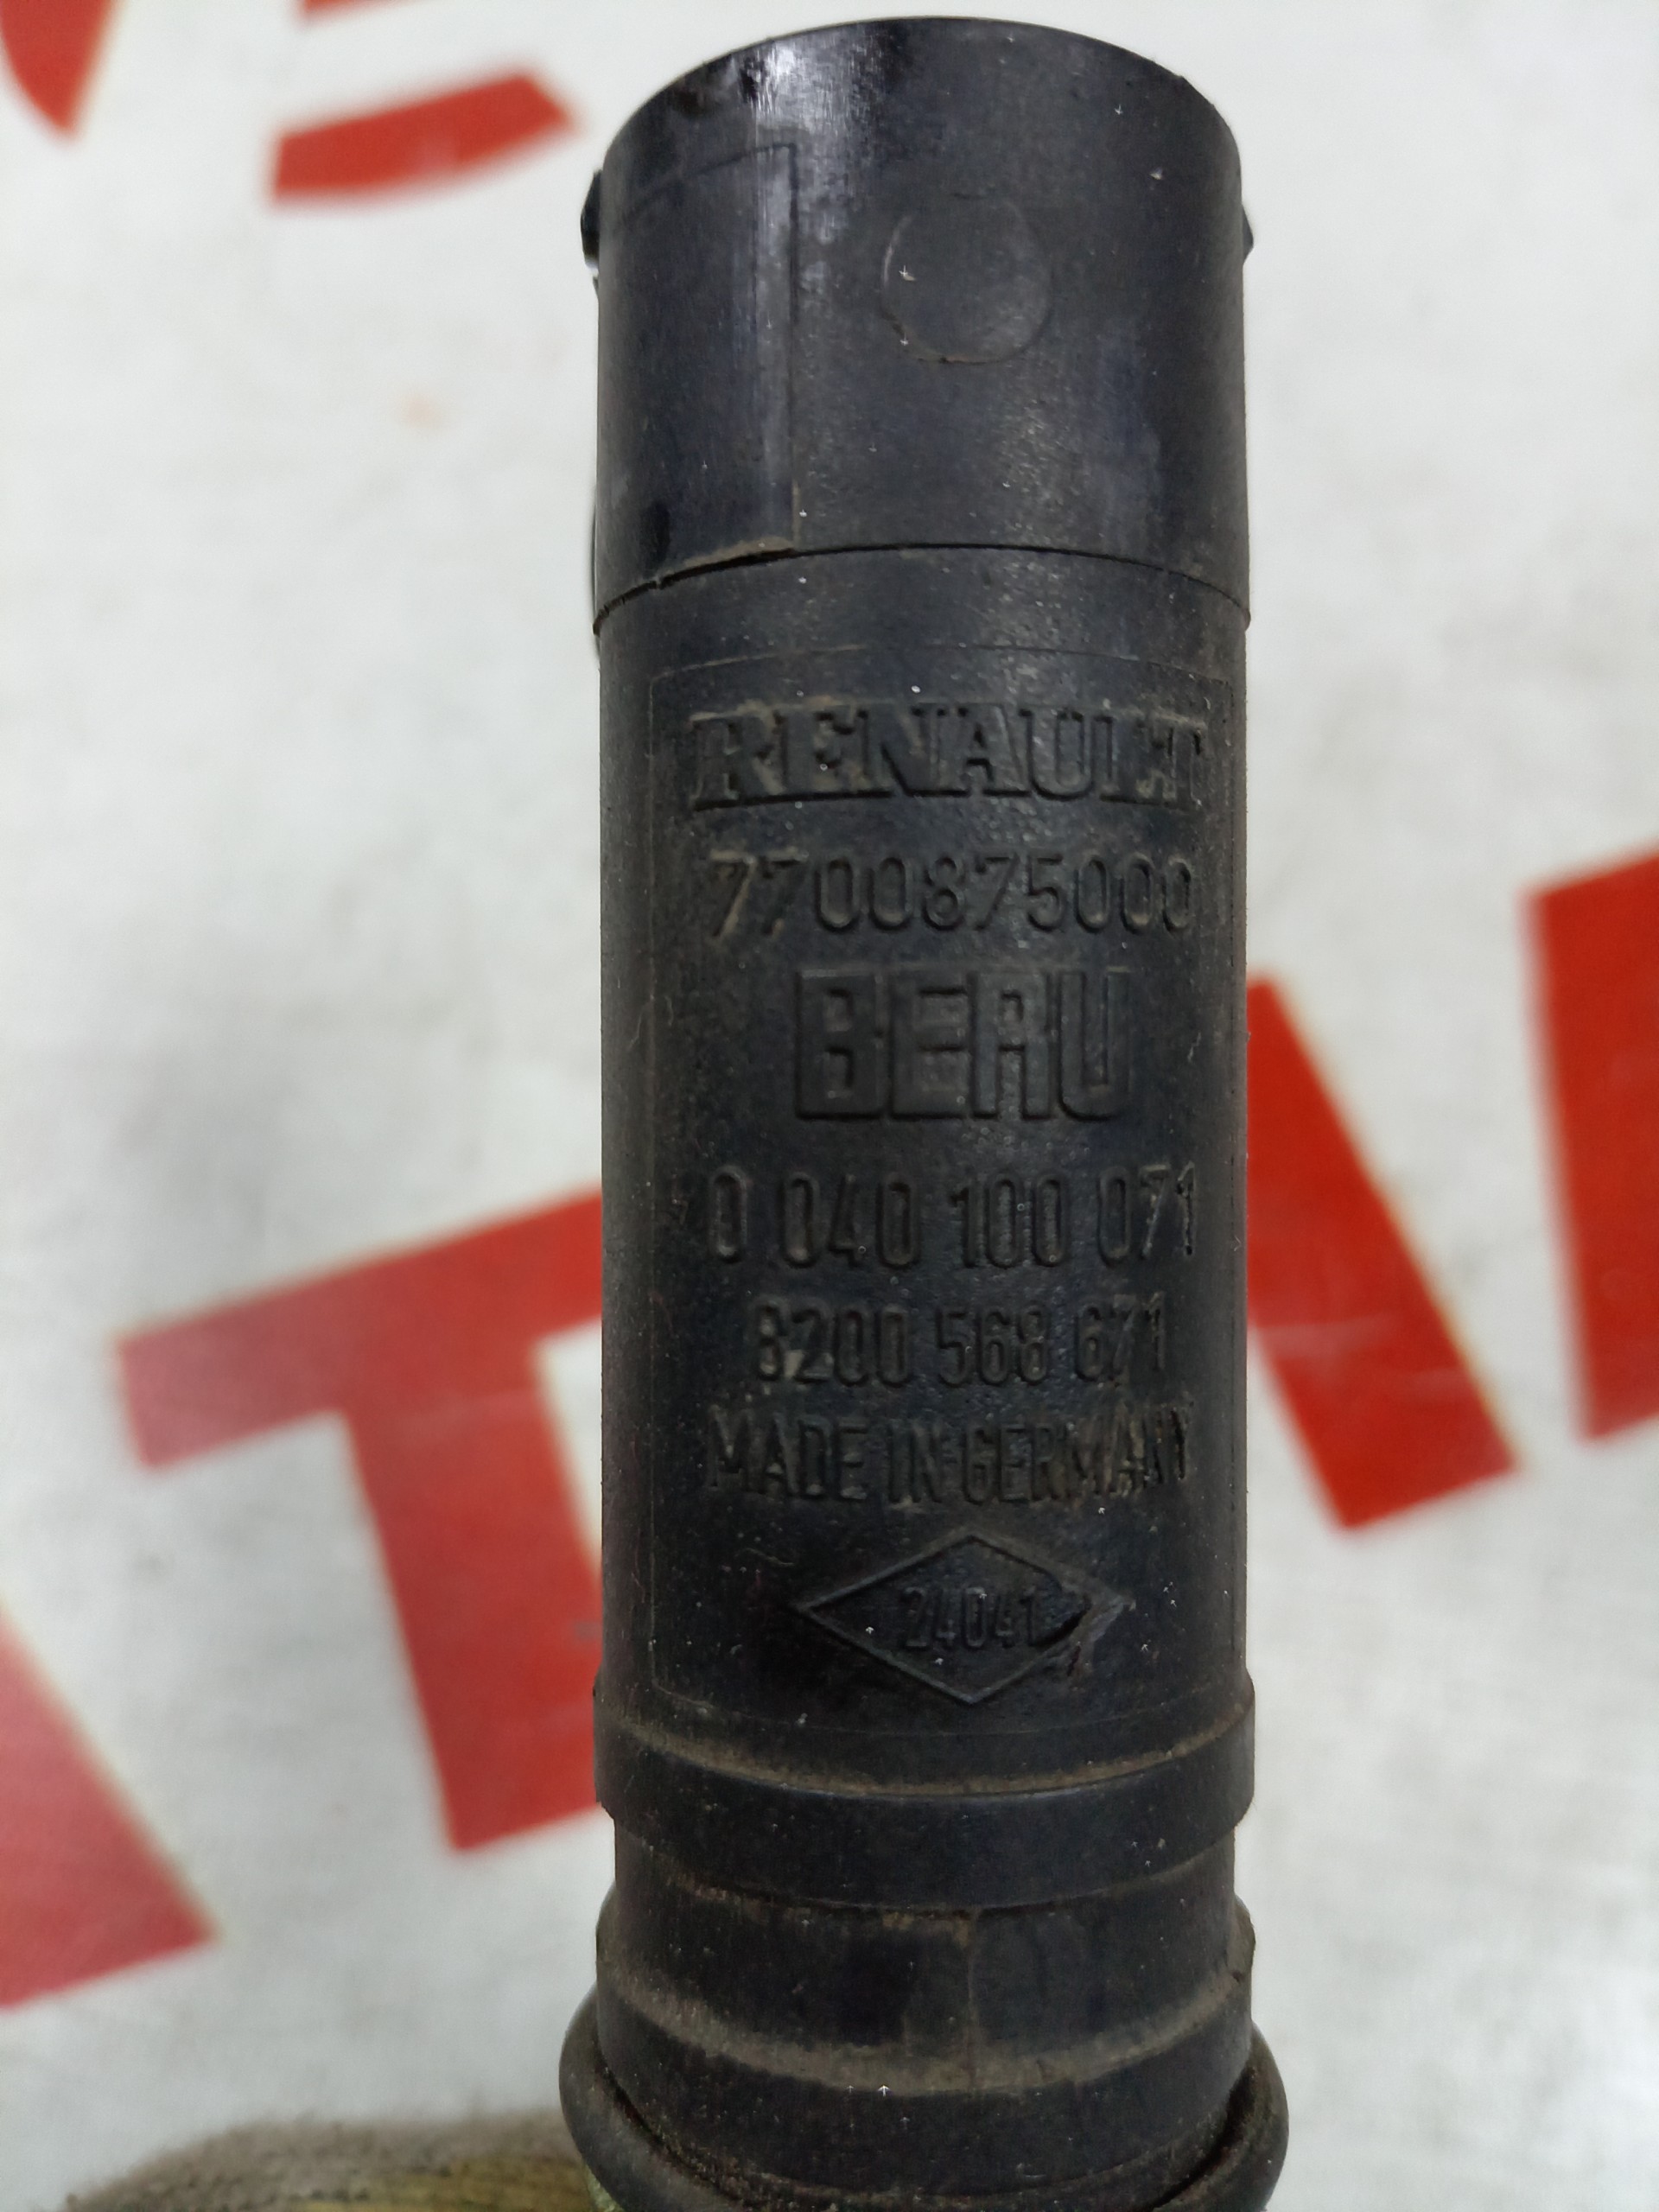 RENAULT
7700875000
BERU
0 040 100 071
8200 568 671
MADE IN GERMANY
24041